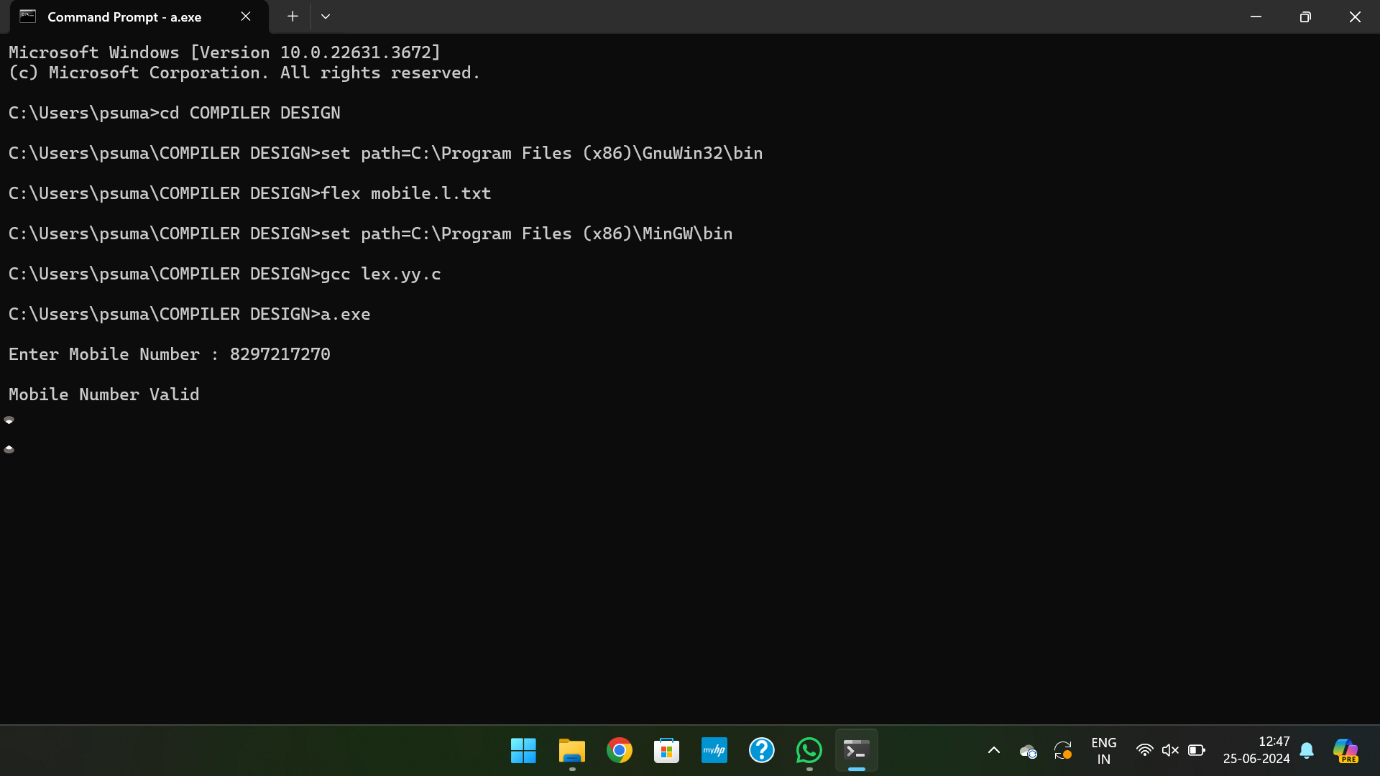 Command Prompt - a.exe
Microsoft Windows [Version 10.0.22631.3672]
(c) Microsoft Corporation. All rights reserved.
C:\Users\psuma>cd COMPILER DESIGN
C:\Users\psuma\COMPILER DESIGN>set path=C:\Program Files (x86)\GnuWin32\bin
C:\Users\psuma\COMPILER DESIGN>flex mobile.l.txt
C:\Users\psuma\COMPILER DESIGN>set path=C:\Program Files (x86)\MinGW\bin
C:\Users\psuma\COMPILER DESIGN>gcc lex.yy.c
C:\Users\psuma\COMPILER DESIGN>a.exe
Enter Mobile Number : 8297217270
Mobile Number Valid
myhp
ENG
IN
12:47
25-06-2024
PRE